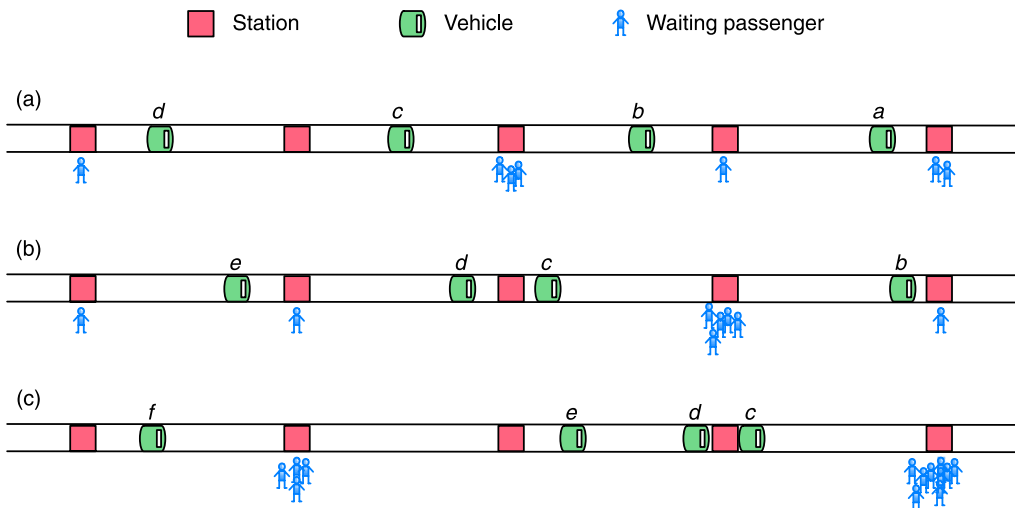 Station Vehicle Waiting passenger
(a)
d c b a
(b)
e d c b
(c)
f e d c